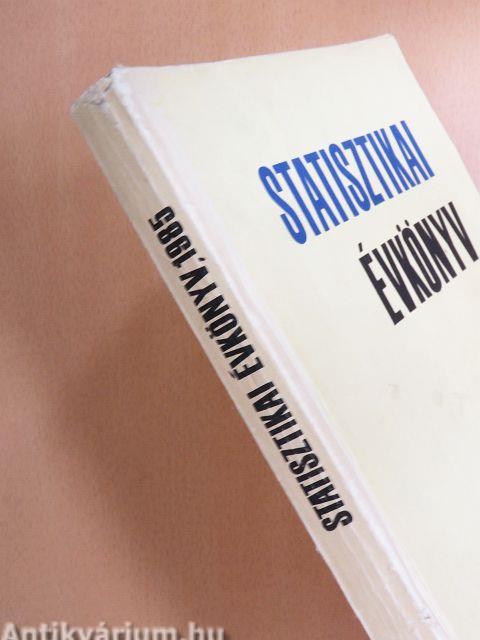 STATISZTIKAI
ÉVKÖNYV
STATISZTIKAI ÉVKÖNYV, 1985
Antikvárium.hu